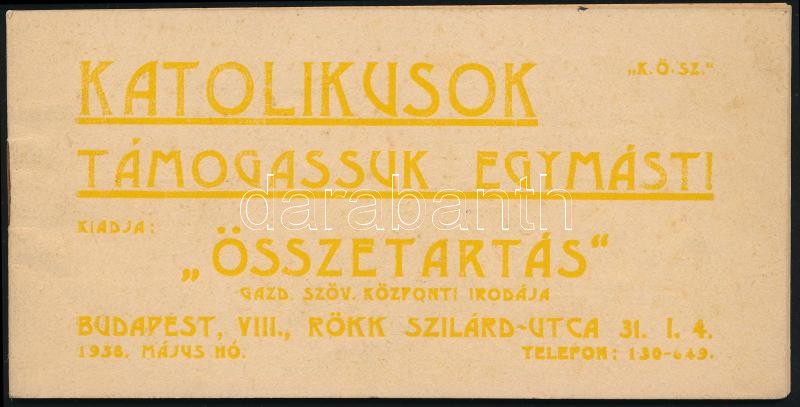 KATOLIKUSOK
„K.Ö.SZ."
TÁMOGASSUK EGYMÁST!
darabanth
KIADJA:
„ÖSSZETARTÁS"
GAZD. SZÖV. KÖZPONTI IRODÁJA
BUDAPEST, VIII., RÖKK SZILÁRD-UTCA 31. I. 4.
1938. MÁJUS HÓ.
TELEFON: 130-649.